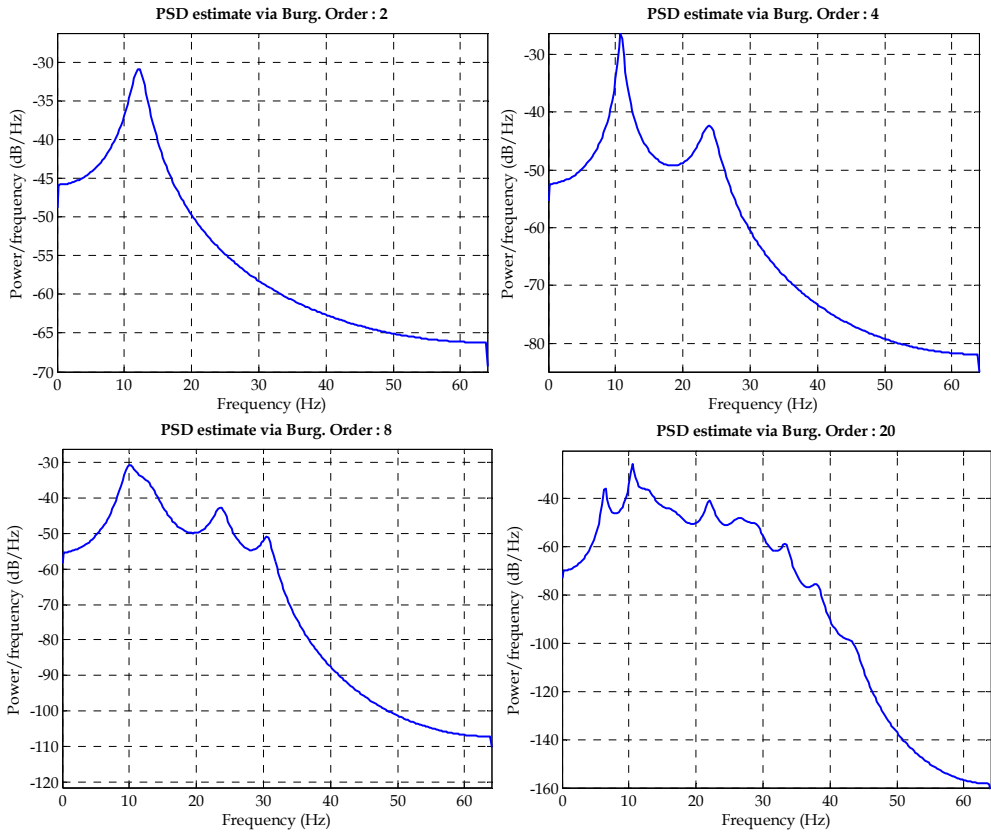 PSD estimate via Burg. Order : 2
Power/frequency (dB/Hz)
-30
-35
-40
-45
-50
-55
-60
-65
-70
0 10 20 30 40 50 60
Frequency (Hz)
PSD estimate via Burg. Order : 4
Power/frequency (dB/Hz)
-30
-40
-50
-60
-70
-80
0 10 20 30 40 50 60
Frequency (Hz)
PSD estimate via Burg. Order : 8
Power/frequency (dB/Hz)
-30
-40
-50
-60
-70
-80
-90
-100
-110
-120
0 10 20 30 40 50 60
Frequency (Hz)
PSD estimate via Burg. Order : 20
Power/frequency (dB/Hz)
-40
-60
-80
-100
-120
-140
-160
0 10 20 30 40 50 60
Frequency (Hz)